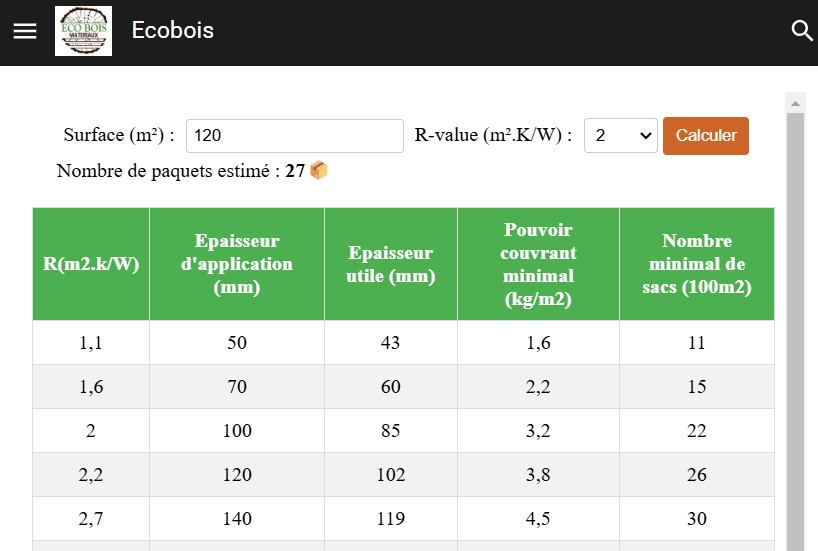 ECO BOIS
MATERIAUX
Ecobois
Surface (m²) : 120 R-value (m².K/W) : 2 Calculer
Nombre de paquets estimé : 27
R(m2.k/W) Epaisseur d'application (mm) Epaisseur utile (mm) Pouvoir couvrant minimal (kg/m2) Nombre minimal de sacs (100m2)
1,1 50 43 1,6 11
1,6 70 60 2,2 15
2 100 85 3,2 22
2,2 120 102 3,8 26
2,7 140 119 4,5 30